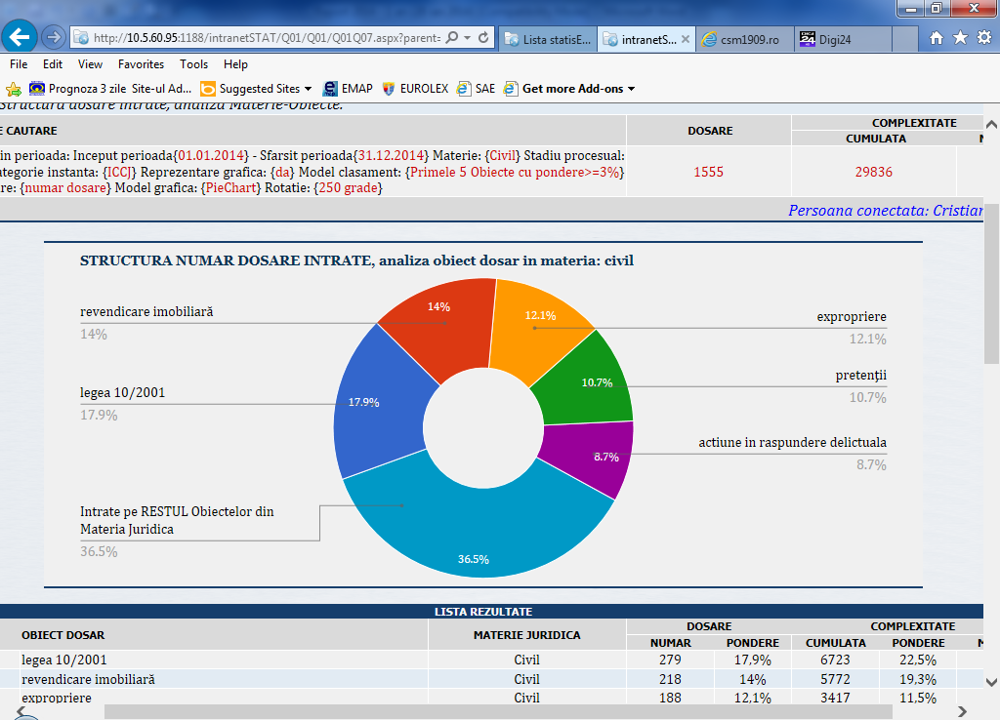 http://10.5.60.95:1188/intranetSTAT/Q01/Q01/Q01Q07.aspx?parent=
Lista statisE...
intranetS...
csm1909.ro
Digi24
File Edit View Favorites Tools Help
Prognoza 3 zile Site-ul Ad...
Suggested Sites
EMAP
EUROLEX
SAE
Get more Add-ons
Structura dosare intrate, analiza Materie-Obiecte.
E CAUTARE
DOSARE
COMPLEXITATE
CUMULATA
in perioada: Inceput perioada{01.01.2014} - Sfarsit perioada{31.12.2014} Materie: {Civil} Stadiu procesual:
ategorie instanta: {ICCJ} Reprezentare grafica: {da} Model clasament: {Primele 5 Obiecte cu pondere>=3%}
re: {numar dosare} Model grafica: {PieChart} Rotatie: {250 grade}
1555
29836
Persoana conectata: Cristian
STRUCTURA NUMAR DOSARE INTRATE, analiza obiect dosar in materia: civil
revendicare imobiliară
14%
legea 10/2001
17.9%
Intrate pe RESTUL Obiectelor din
Materia Juridica
36.5%
14%
12.1%
10.7%
17.9%
8.7%
36.5%
expropriere
12.1%
pretenții
10.7%
actiune in raspundere delictuala
8.7%
LISTA REZULTATE
OBIECT DOSAR
MATERIE JURIDICA
DOSARE
COMPLEXITATE
NUMAR PONDERE CUMULATA PONDERE M
legea 10/2001 Civil 279 17,9% 6723 22,5%
revendicare imobiliară Civil 218 14% 5772 19,3%
expropriere Civil 188 12,1% 3417 11,5%